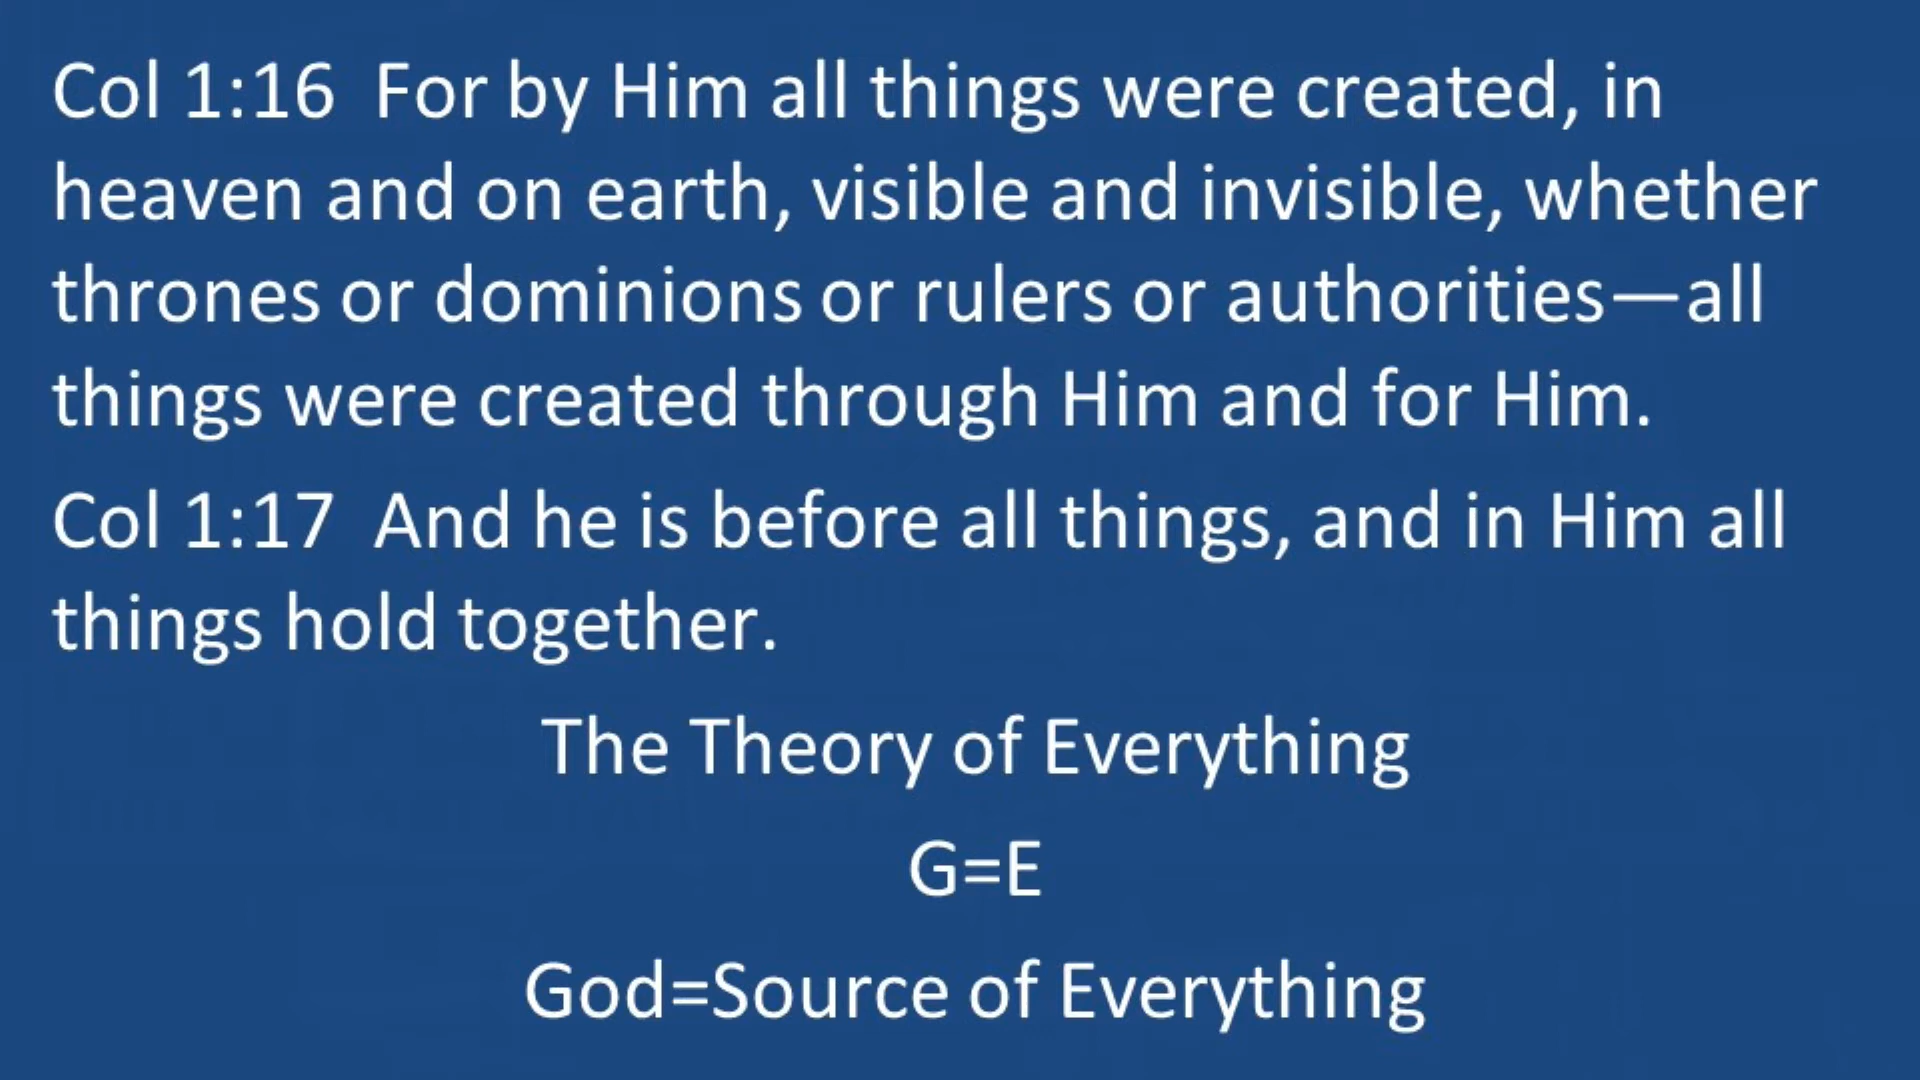 Col 1:16  For by Him all things were created, in
heaven and on earth, visible and invisible, whether
thrones or dominions or rulers or authorities—all
things were created through Him and for Him.
Col 1:17  And he is before all things, and in Him all
things hold together.
The Theory of Everything
G=E
God=Source of Everything